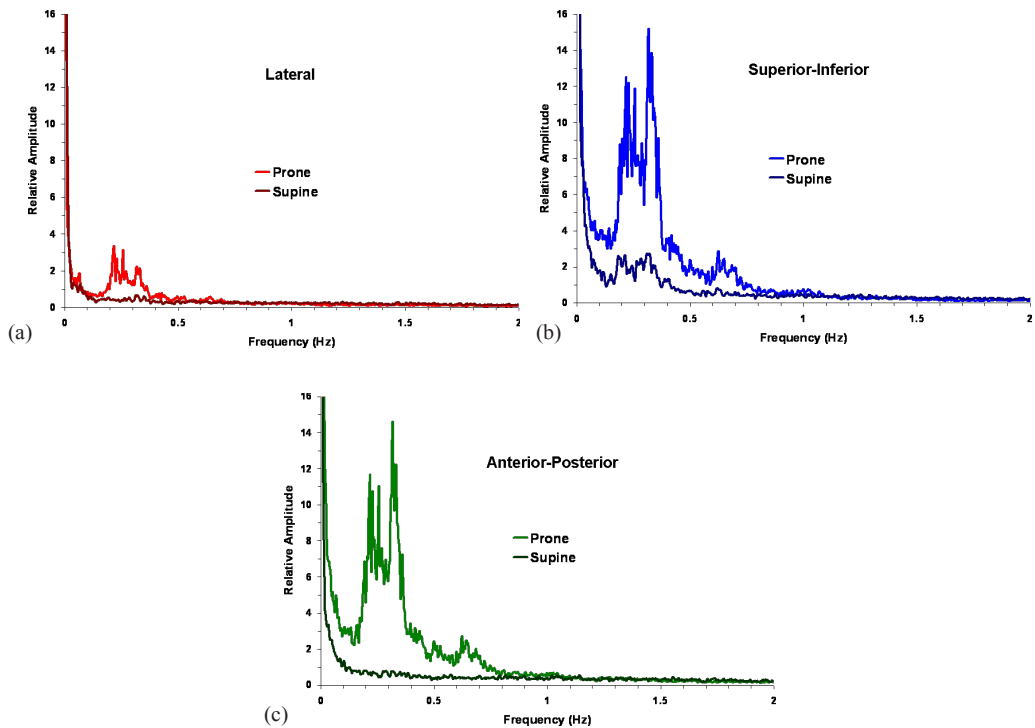 16
14
12
10
8
6
4
2
0
Relative Amplitude
Lateral
Prone
Supine
0 0.5 1 1.5 2
Frequency (Hz)
(a)
16
14
12
10
8
6
4
2
0
Relative Amplitude
Superior-Inferior
Prone
Supine
0 0.5 1 1.5 2
Frequency (Hz)
(b)
16
14
12
10
8
6
4
2
0
Relative Amplitude
Anterior-Posterior
Prone
Supine
0 0.5 1 1.5 2
Frequency (Hz)
(c)